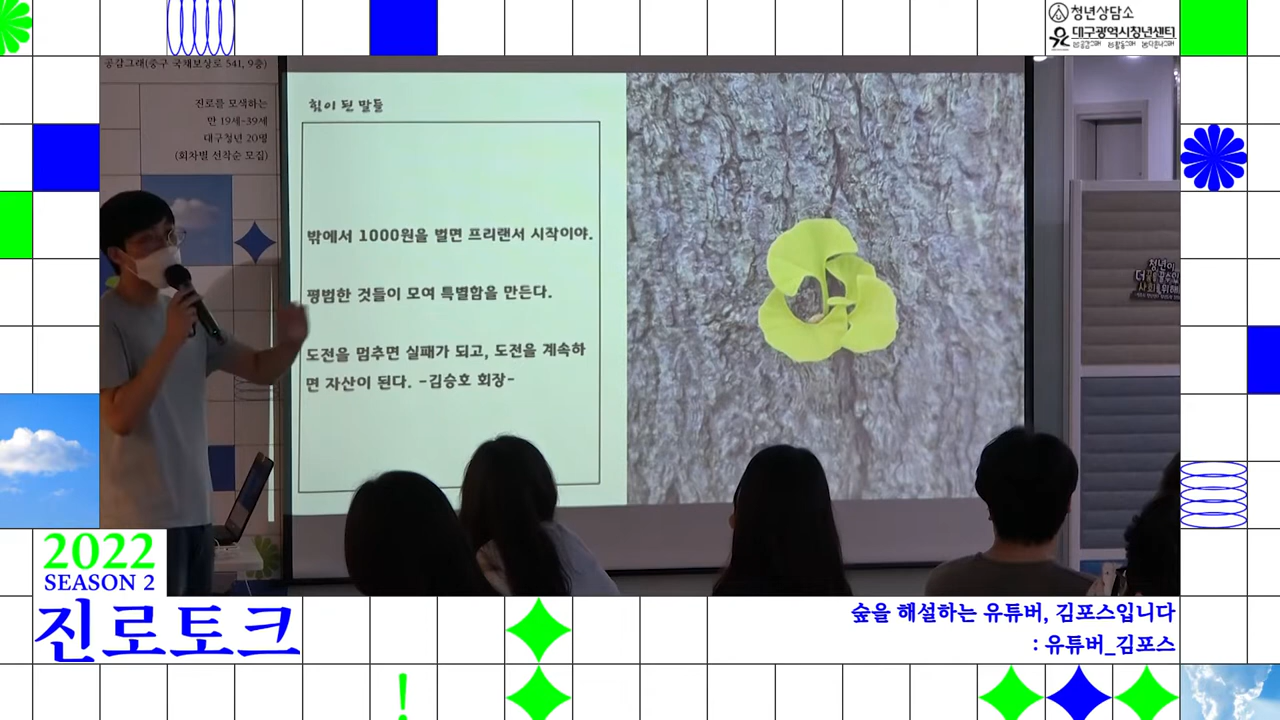 청년상담소
대구광역시청년센터
공감그래(중구 국채보상로 541, 9층)
진로를 모색하는
만 19세-39세
대구청년 20명
(회차별 선착순 모집)
힘이 된 말들
밖에서 1000원을 벌면 프리랜서 시작이야.
평범한 것들이 모여 특별함을 만든다.
도전을 멈추면 실패가 되고, 도전을 계속하
면 자산이 된다. -김승호 회장-
청년이
사회를 위해
2022
SEASON 2
진로토크
숲을 해설하는 유튜버, 김포스입니다
: 유튜버_김포스